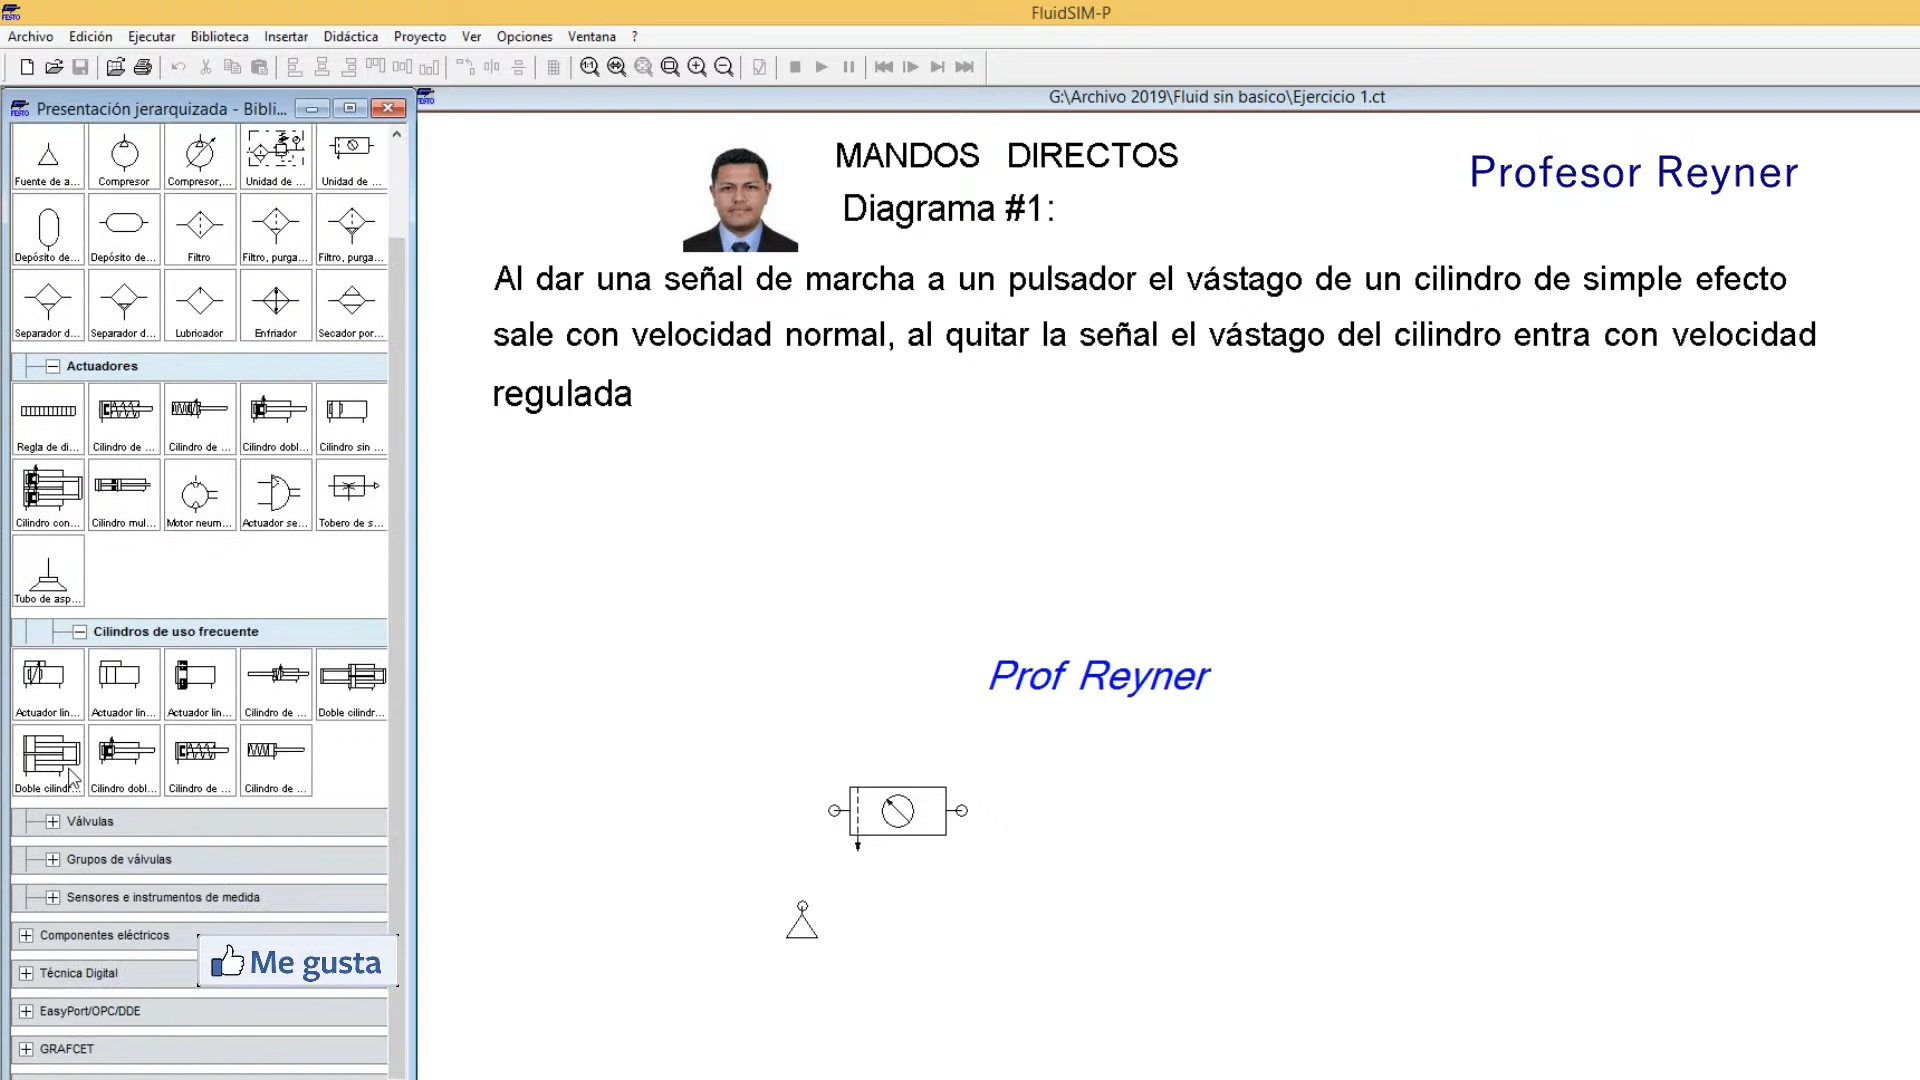 FluidSIM-P
FESTO
Archivo Edición Ejecutar Biblioteca Insertar Didáctica Proyecto Ver Opciones Ventana ?
Presentación jerarquizada - Bibli...
G:\Archivo 2019\Fluid sin basico\Ejercicio 1.ct
Fuente de a... Compresor Compresor,... Unidad de ... Unidad de ...
Depósito de... Depósito de... Filtro Filtro, purga... Filtro, purga...
Separador d... Separador d... Lubricador Enfriador Secador por...
Actuadores
Regla de di... Cilindro de ... Cilindro de ... Cilindro dobl... Cilindro sin ...
Cilindro con... Cilindro mul... Motor neum... Actuador se... Tobero de s...
Tubo de asp...
Cilindros de uso frecuente
Actuador lin... Actuador lin... Actuador lin... Cilindro de ... Doble cilindr...
Doble cilindr... Cilindro dobl... Cilindro de ... Cilindro de ...
Válvulas
Grupos de válvulas
Sensores e instrumentos de medida
Componentes eléctricos
Técnica Digital
EasyPort/OPC/DDE
GRAFCET
Me gusta
MANDOS DIRECTOS
Diagrama #1:
Profesor Reyner
Al dar una señal de marcha a un pulsador el vástago de un cilindro de simple efecto
sale con velocidad normal, al quitar la señal el vástago del cilindro entra con velocidad
regulada
Prof Reyner